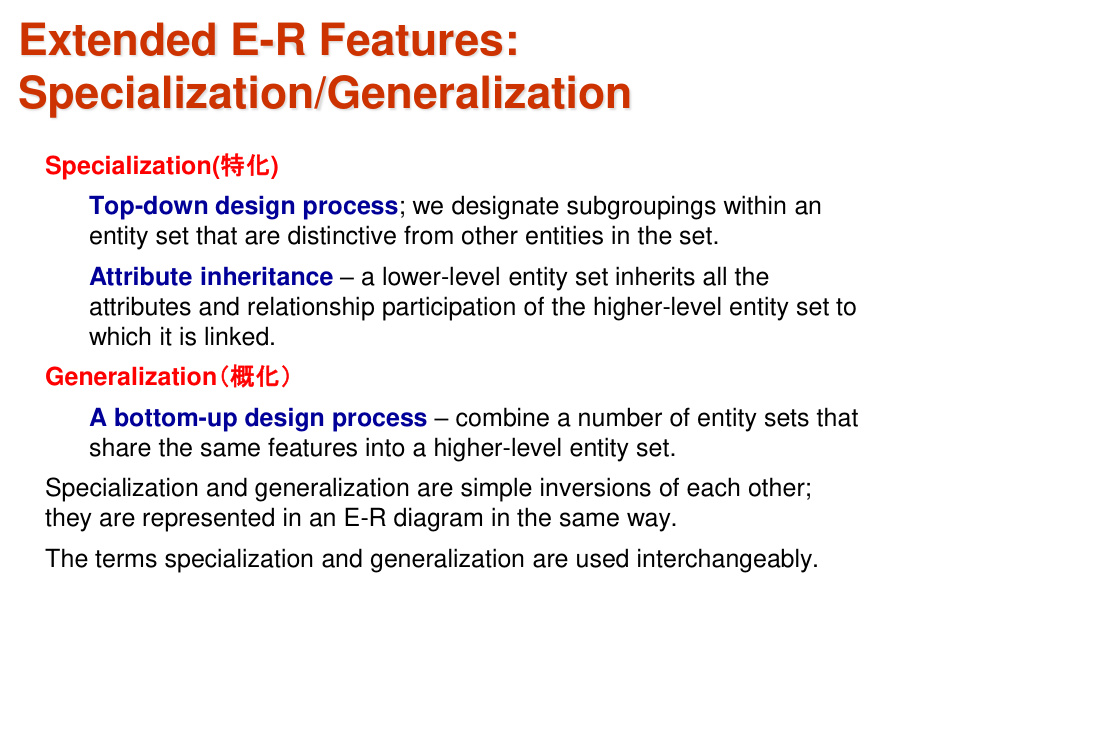 Extended E-R Features:
Specialization/Generalization
Specialization(特化)
Top-down design process; we designate subgroupings within an
entity set that are distinctive from other entities in the set.
Attribute inheritance – a lower-level entity set inherits all the
attributes and relationship participation of the higher-level entity set to
which it is linked.
Generalization（概化）
A bottom-up design process – combine a number of entity sets that
share the same features into a higher-level entity set.
Specialization and generalization are simple inversions of each other;
they are represented in an E-R diagram in the same way.
The terms specialization and generalization are used interchangeably.